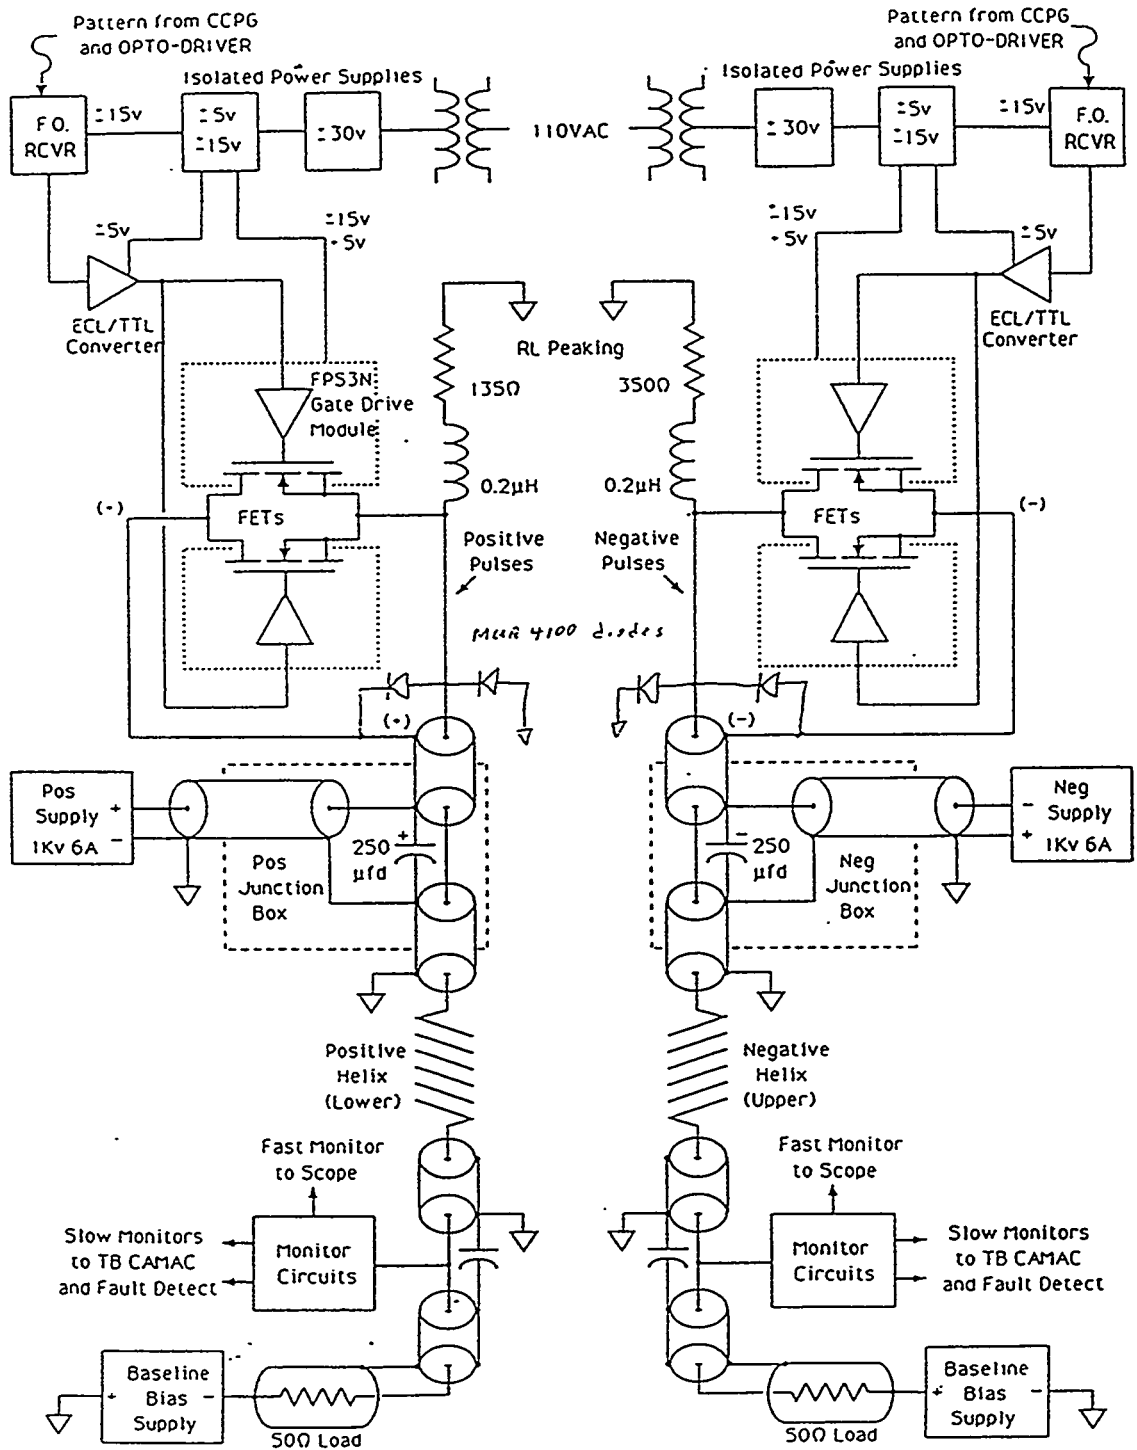 Pattern from CCPG
and OPTO-DRIVER
Pattern from CCPG
and OPTO-DRIVER
Isolated Power Supplies
Isolated Power Supplies
F.O.
RCVR
±15v
±5v
±15v
±30v
110VAC
±30v
±5v
±15v
±15v
F.O.
RCVR
±5v
±15v
+5v
±15v
+5v
±5v
ECL/TTL
Converter
ECL/TTL
Converter
RL Peaking
135Ω
350Ω
FPS3N
Gate Drive
Module
0.2µH
0.2µH
(-)
FETs
FETs
(-)
Positive
Pulses
Negative
Pulses
MUR 4100 diodes
(+)
(-)
Pos
Supply
+
-
1Kv 6A
Pos
Junction
Box
+
250
µfd
-
250
µfd
Neg
Junction
Box
Neg
Supply
-
+
1Kv 6A
Positive
Helix
(Lower)
Negative
Helix
(Upper)
Fast Monitor
to Scope
Fast Monitor
to Scope
Slow Monitors
to TB CAMAC
and Fault Detect
Monitor
Circuits
Monitor
Circuits
Slow Monitors
to TB CAMAC
and Fault Detect
+
Baseline
Bias
Supply
-
50Ω Load
50Ω Load
+
Baseline
Bias
Supply
-